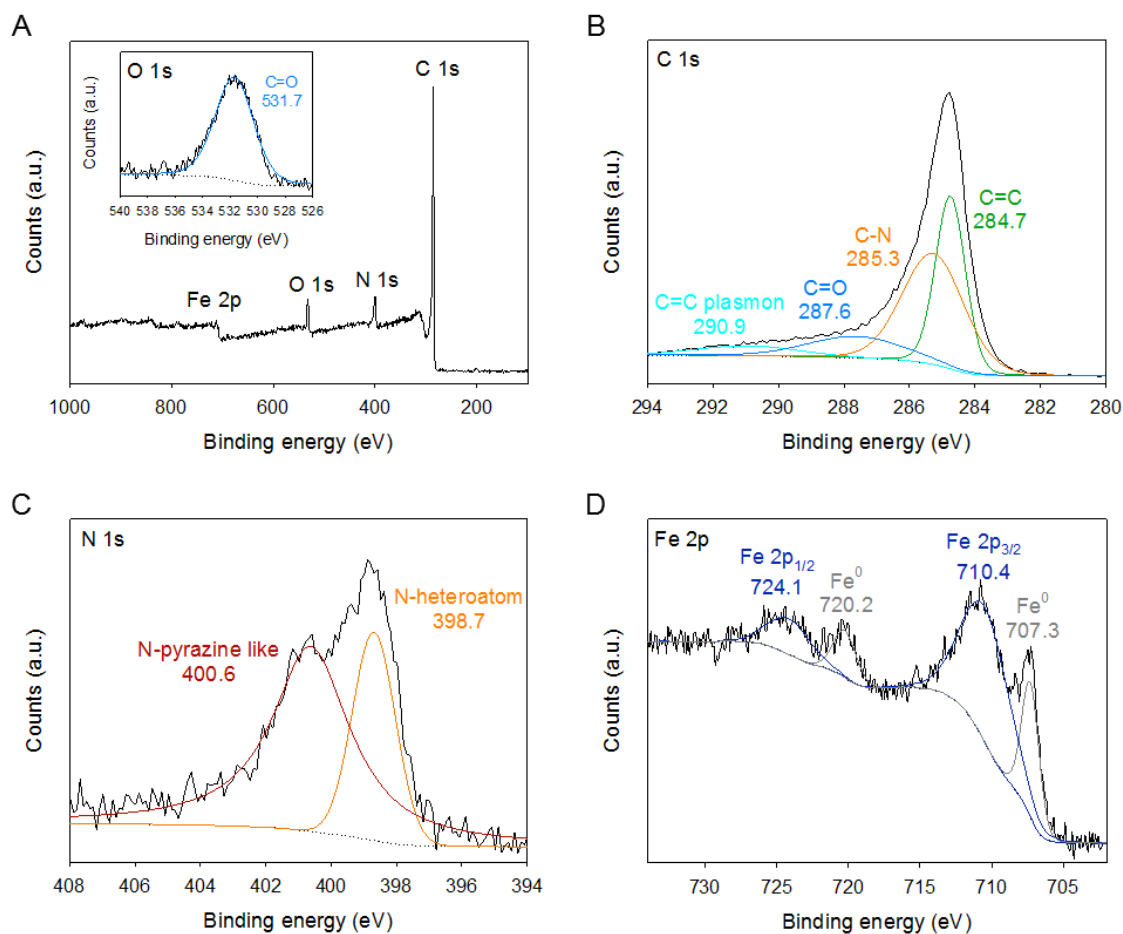 A
O 1s
C=O
531.7
Counts (a.u.)
540 538 536 534 532 530 528 526
Binding energy (eV)
C 1s
O 1s
N 1s
Fe 2p
Counts (a.u.)
1000 800 600 400 200
Binding energy (eV)
B
C 1s
C=C
284.7
C-N
285.3
C=O
287.6
C=C plasmon
290.9
Counts (a.u.)
294 292 290 288 286 284 282 280
Binding energy (eV)
C
N 1s
N-heteroatom
398.7
N-pyrazine like
400.6
Counts (a.u.)
408 406 404 402 400 398 396 394
Binding energy (eV)
D
Fe 2p
Fe 2p3/2
710.4
Fe 2p1/2
724.1
Fe⁰
720.2
Fe⁰
707.3
Counts (a.u.)
730 725 720 715 710 705
Binding energy (eV)